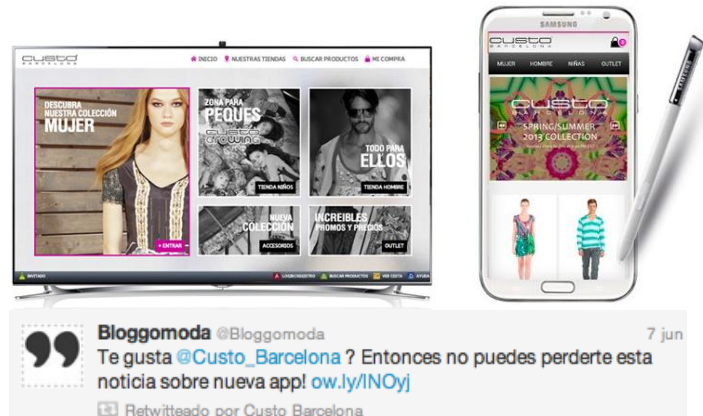 CUSTO
BARCELONA
INICIO NUESTRAS TIENDAS BUSCAR PRODUCTOS MI COMPRA
DESCUBRA
NUESTRA COLECCIÓN
MUJER
+ ENTRAR
ZONA PARA
PEQUES
CUSTO
GROWING
TIENDA NIÑOS
TODO PARA
ELLOS
TIENDA HOMBRE
NUEVA
COLECCIÓN
ACCESORIOS
INCREIBLES
PROMOS Y PRECIOS
OUTLET
INVITADO
A LOGIN/REGISTRO BUSCAR PRODUCTOS VER CESTA D AYUDA
SAMSUNG
CUSTO
BARCELONA
0
MUJER HOMBRE NIÑAS OUTLET
CUSTO
BARCELONA
SPRING/SUMMER
2013 COLLECTION
SAMSUNG
Bloggomoda @Bloggomoda 7 jun
Te gusta @Custo_Barcelona ? Entonces no puedes perderte esta
noticia sobre nueva app! ow.ly/lNOyj
Retwitteado por Custo Barcelona